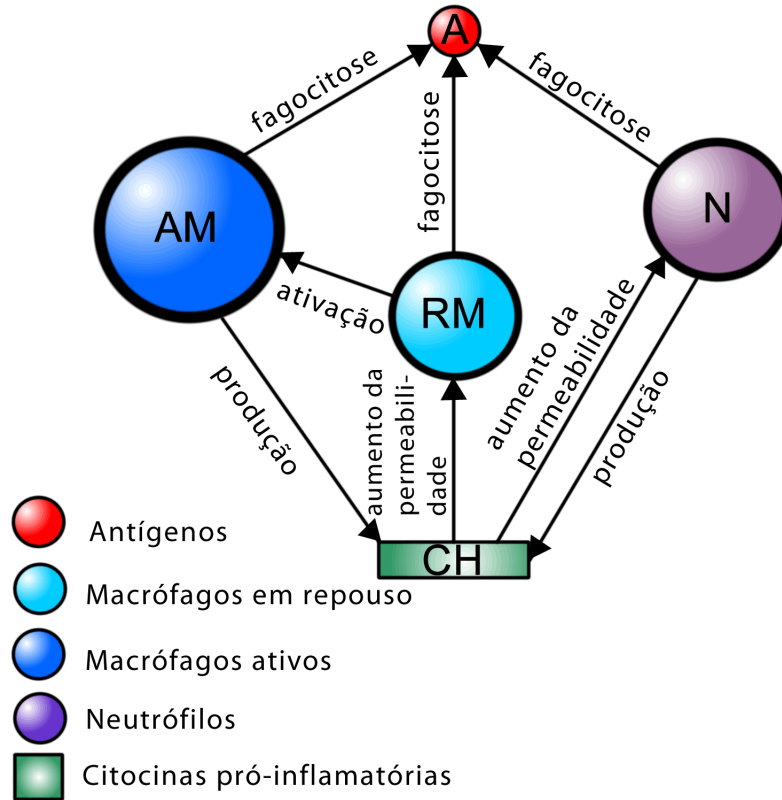 A
fagocitose
fagocitose
fagocitose
AM
N
RM
ativação
produção
aumento da
permeabili-
dade
aumento da
permeabilidade
produção
CH
Antígenos
Macrófagos em repouso
Macrófagos ativos
Neutrófilos
Citocinas pró-inflamatórias